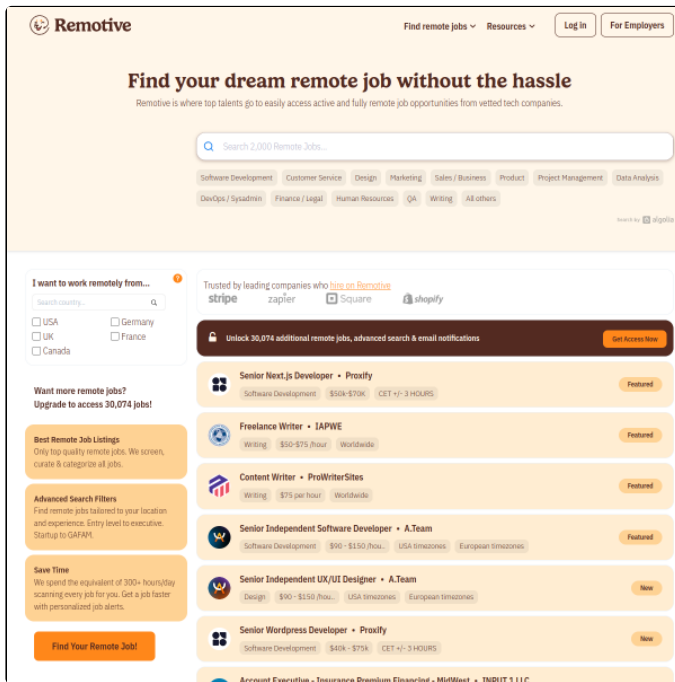 Remotive
Find remote jobs
Resources
Log In
For Employers
Find your dream remote job without the hassle
Remotive is where top talents go to easily access active and fully remote job opportunities from vetted tech companies.
Search 2,000 Remote Jobs...
Software Development
Customer Service
Design
Marketing
Sales / Business
Product
Project Management
Data Analysis
DevOps / Sysadmin
Finance / Legal
Human Resources
QA
Writing
All others
Search by algolia
I want to work remotely from...
?
Search country...
USA
Germany
UK
France
Canada
Want more remote jobs?
Upgrade to access 30,074 jobs!
Best Remote Job Listings
Only top quality remote jobs. We screen,
curate & categorize all jobs.
Advanced Search Filters
Find remote jobs tailored to your location
and experience. Entry level to executive.
Startup to GAFAM.
Save Time
We spend the equivalent of 300+ hours/day
scanning every job for you. Get a job faster
with personalized job alerts.
Find Your Remote Job!
Trusted by leading companies who hire on Remotive
stripe
zapier
Square
shopify
Unlock 30,074 additional remote jobs, advanced search & email notifications
Get Access Now
Senior Next.js Developer • Proxify
Software Development
$50k-$70K
CET +/- 3 HOURS
Featured
Freelance Writer • IAPWE
Writing
$50-$75 /hour
Worldwide
Featured
Content Writer • ProWriterSites
Writing
$75 per hour
Worldwide
Featured
Senior Independent Software Developer • A.Team
Software Development
$90 - $150 /hou..
USA timezones
European timezones
Featured
Senior Independent UX/UI Designer • A.Team
Design
$90 - $150 /hou..
USA timezones
European timezones
New
Senior Wordpress Developer • Proxify
Software Development
$40k - $75k
CET +/- 3 HOURS
New
Account Executive - Insurance Premium Financing - MidWest • INPUT 1 LLC